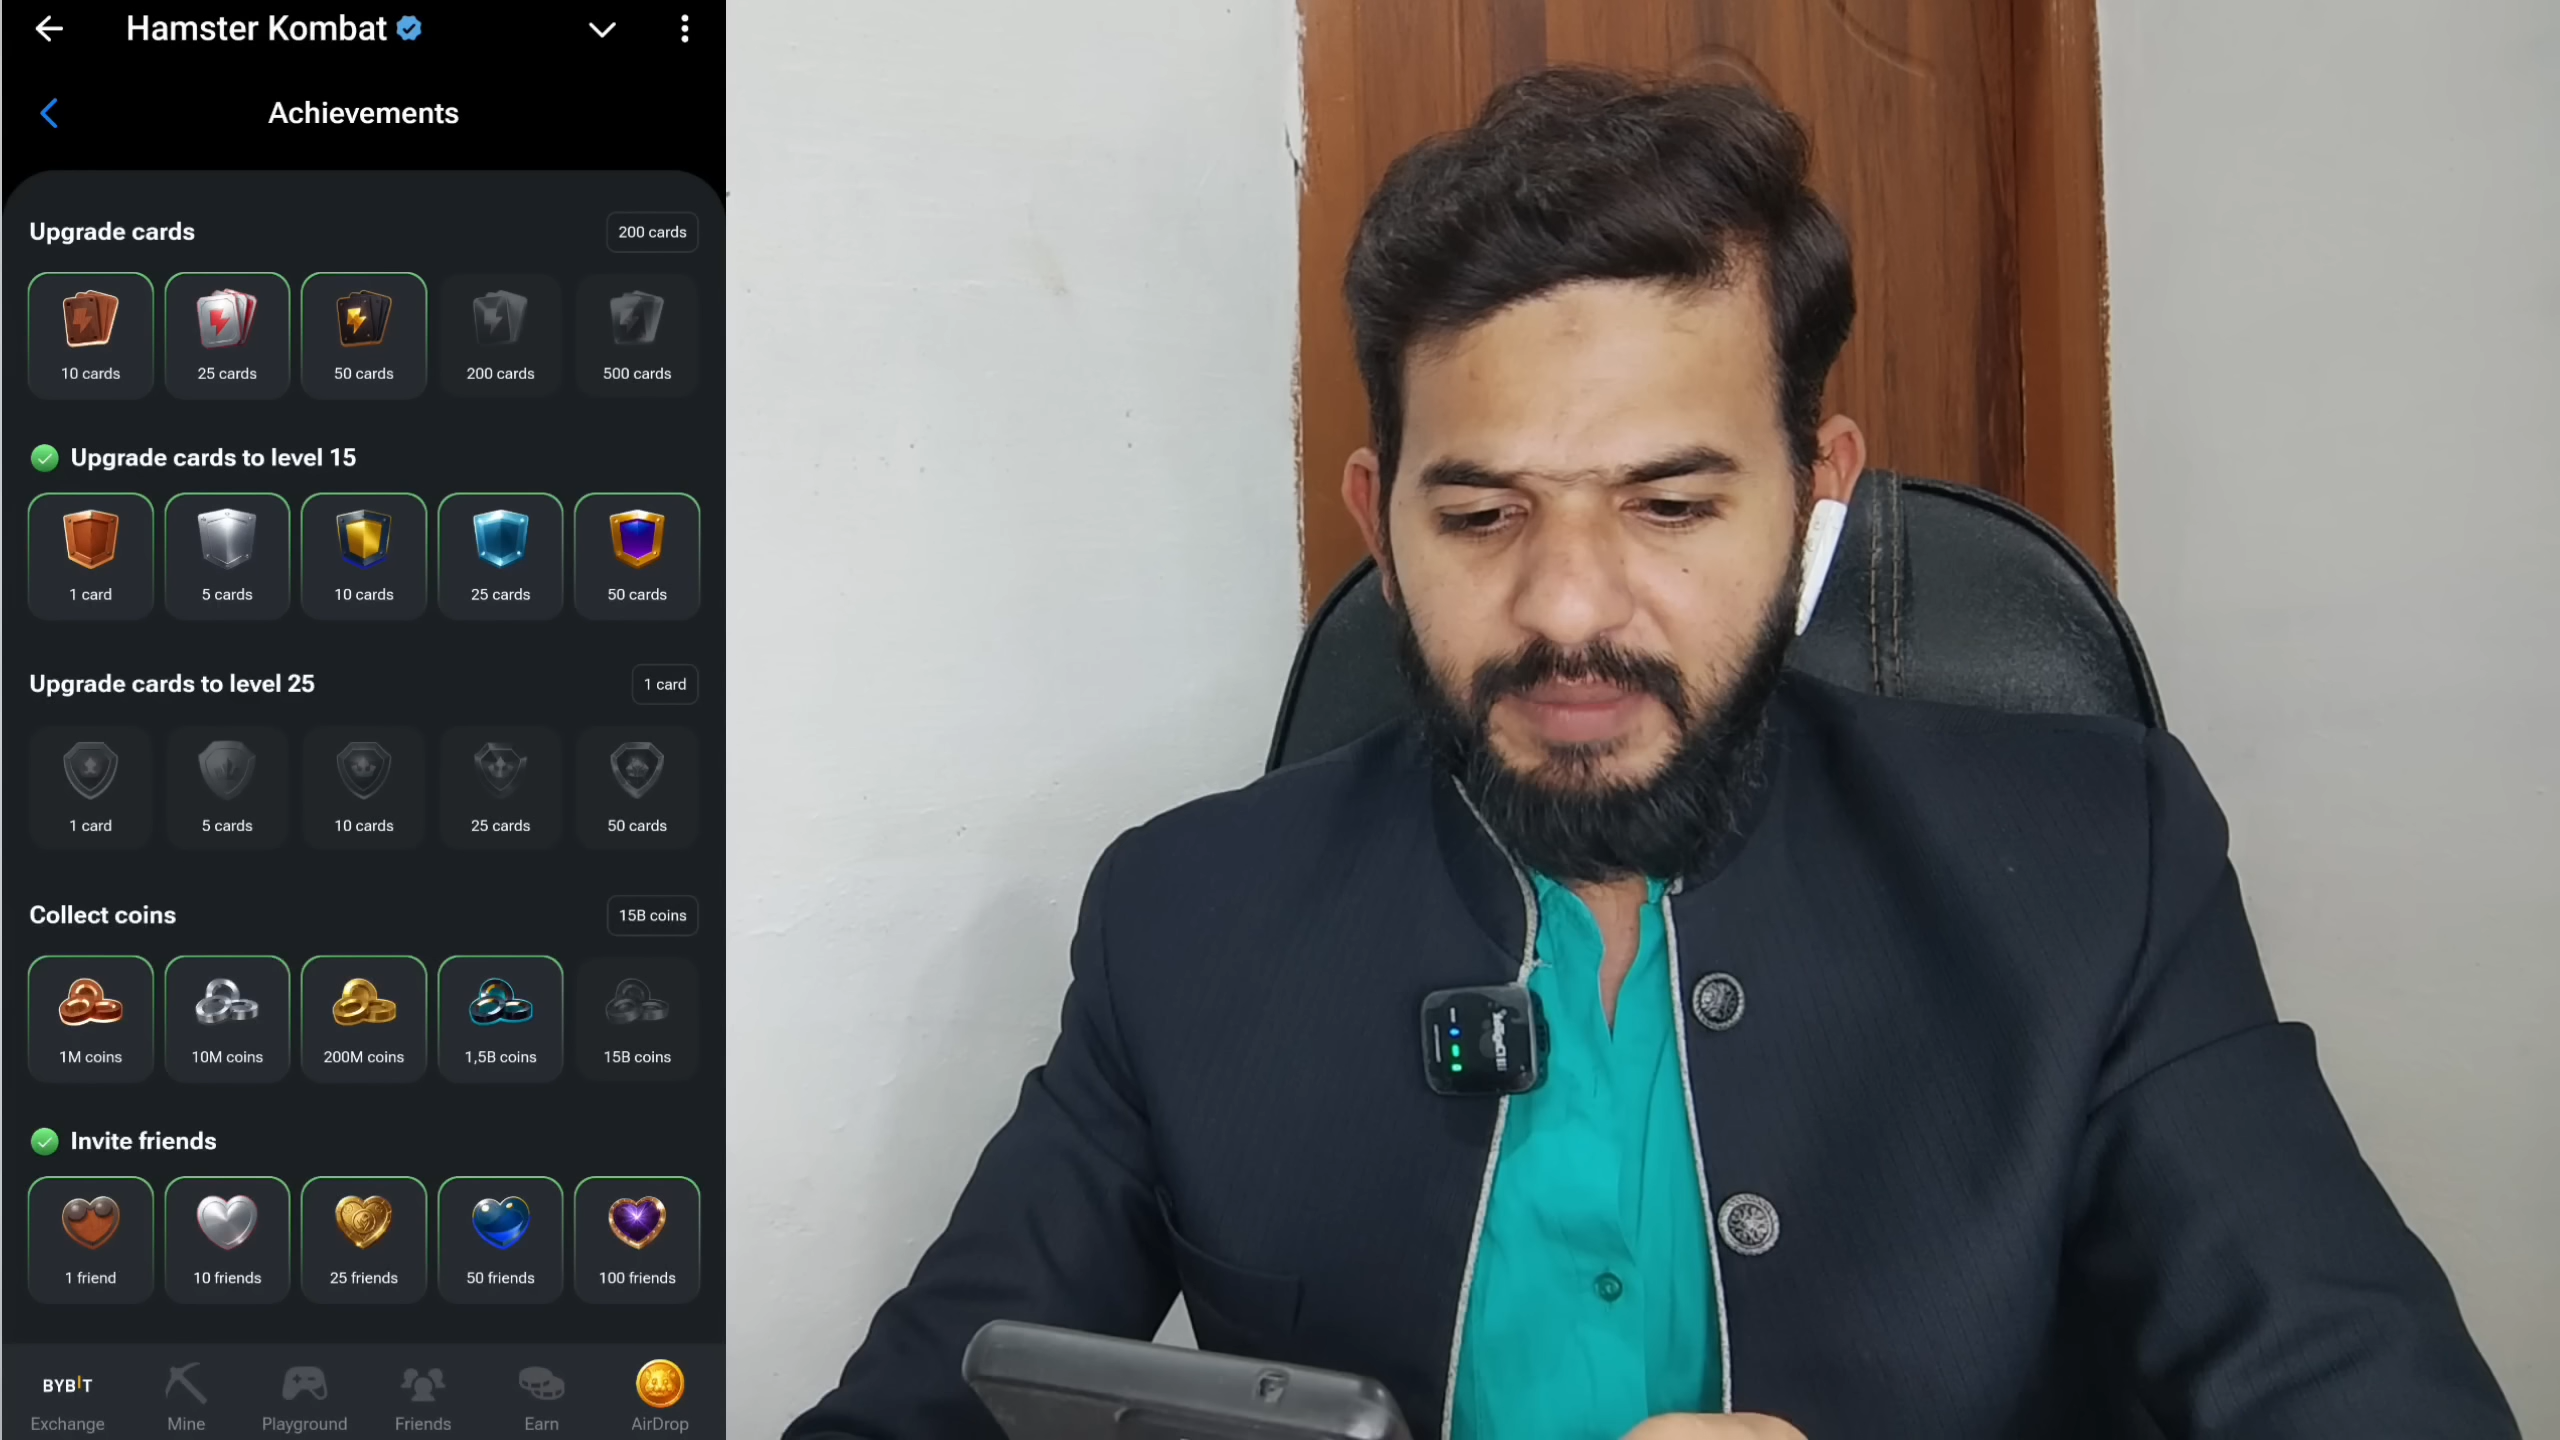 Hamster Kombat
Achievements
Upgrade cards
200 cards
10 cards
25 cards
50 cards
200 cards
500 cards
Upgrade cards to level 15
1 card
5 cards
10 cards
25 cards
50 cards
Upgrade cards to level 25
1 card
1 card
5 cards
10 cards
25 cards
50 cards
Collect coins
15B coins
1M coins
10M coins
200M coins
1,5B coins
15B coins
Invite friends
1 friend
10 friends
25 friends
50 friends
100 friends
BYBIT
Exchange
Mine
Playground
Friends
Earn
AirDrop